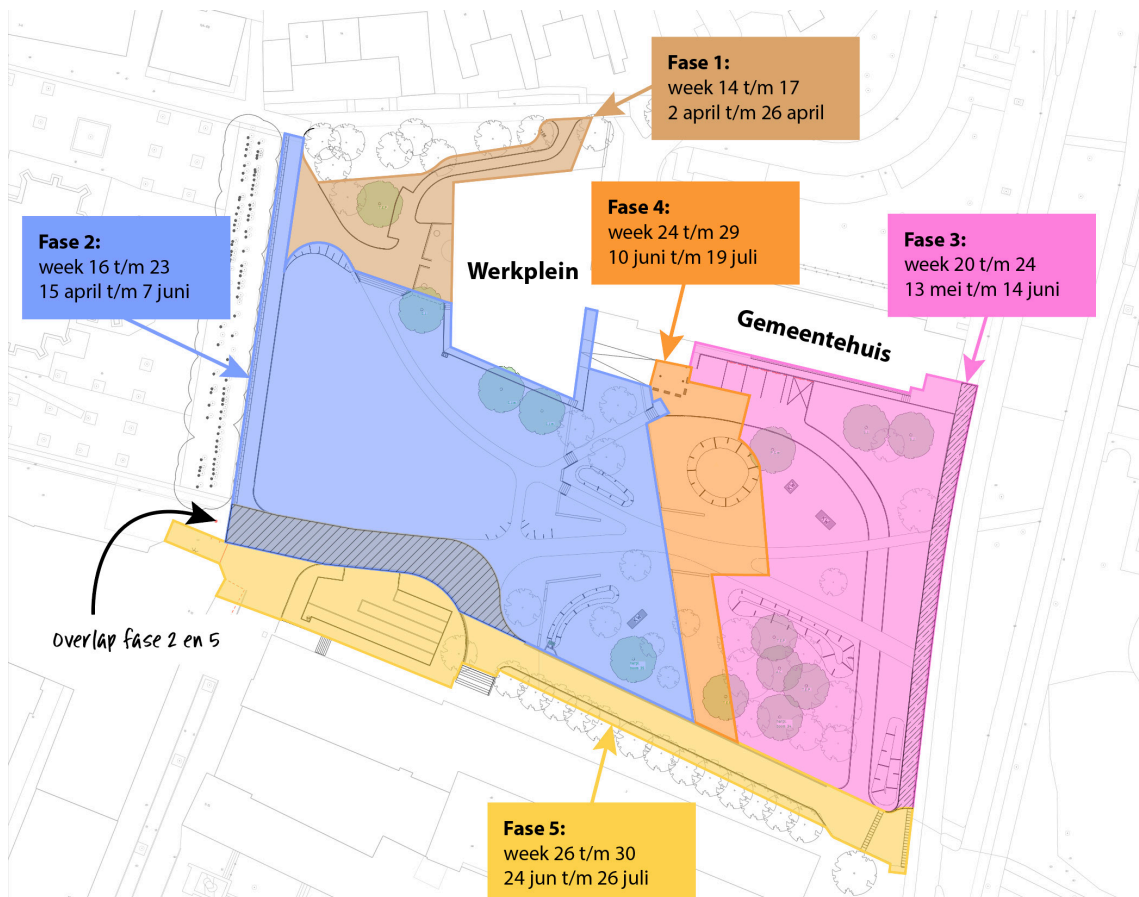 Fase 1:
week 14 t/m 17
2 april t/m 26 april
Fase 4:
week 24 t/m 29
10 juni t/m 19 juli
Fase 2:
week 16 t/m 23
15 april t/m 7 juni
Fase 3:
week 20 t/m 24
13 mei t/m 14 juni
Werkplein
Gemeentehuis
Overlap fase 2 en 5
Fase 5:
week 26 t/m 30
24 jun t/m 26 juli